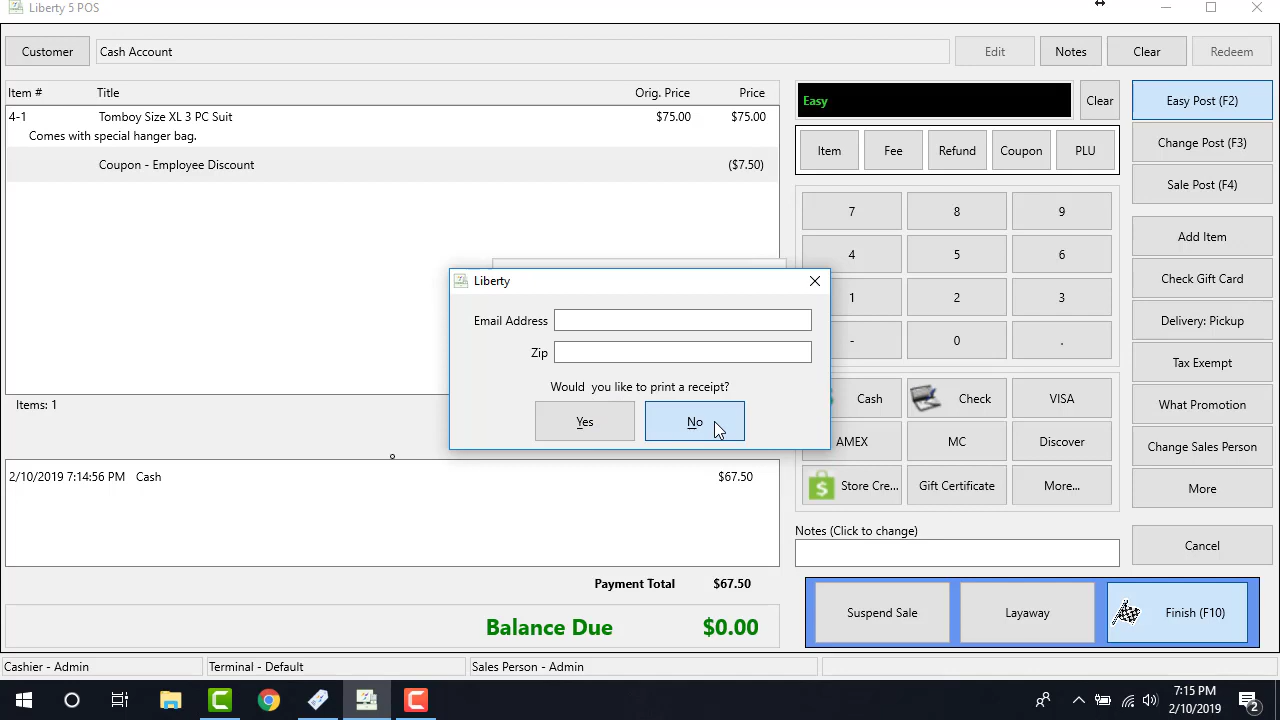 Liberty 5 POS
Customer
Cash Account
Edit
Notes
Clear
Redeem
Item # Title Orig. Price Price
4-1 Tomboy Size XL 3 PC Suit $75.00 $75.00
Comes with special hanger bag.
Coupon - Employee Discount ($7.50)
Items: 1
2/10/2019 7:14:56 PM Cash $67.50
Payment Total $67.50
Balance Due $0.00
Liberty
Email Address
Zip
Would you like to print a receipt?
Yes No
Easy
Clear
Item Fee Refund Coupon PLU
7 8 9
4 5 6
1 2 3
- 0 .
Cash Check VISA
AMEX MC Discover
Store Cre... Gift Certificate More...
Notes (Click to change)
Suspend Sale Layaway Finish (F10)
Easy Post (F2)
Change Post (F3)
Sale Post (F4)
Add Item
Check Gift Card
Delivery: Pickup
Tax Exempt
What Promotion
Change Sales Person
More
Cancel
Cashier - Admin Terminal - Default Sales Person - Admin
7:15 PM
2/10/2019
2